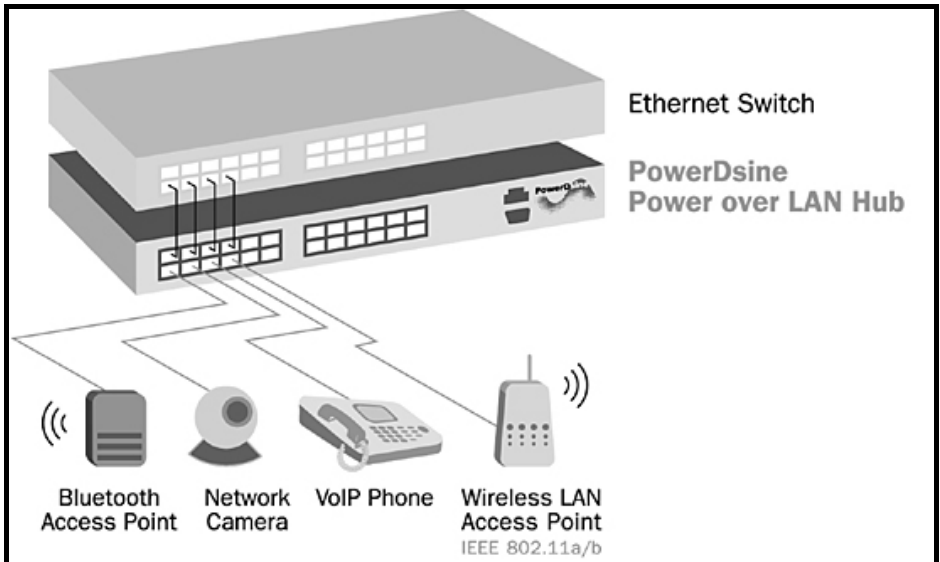 Ethernet Switch
PowerDsine
Power over LAN Hub
Bluetooth
Access Point
Network
Camera
VoIP Phone
Wireless LAN
Access Point
IEEE 802.11a/b